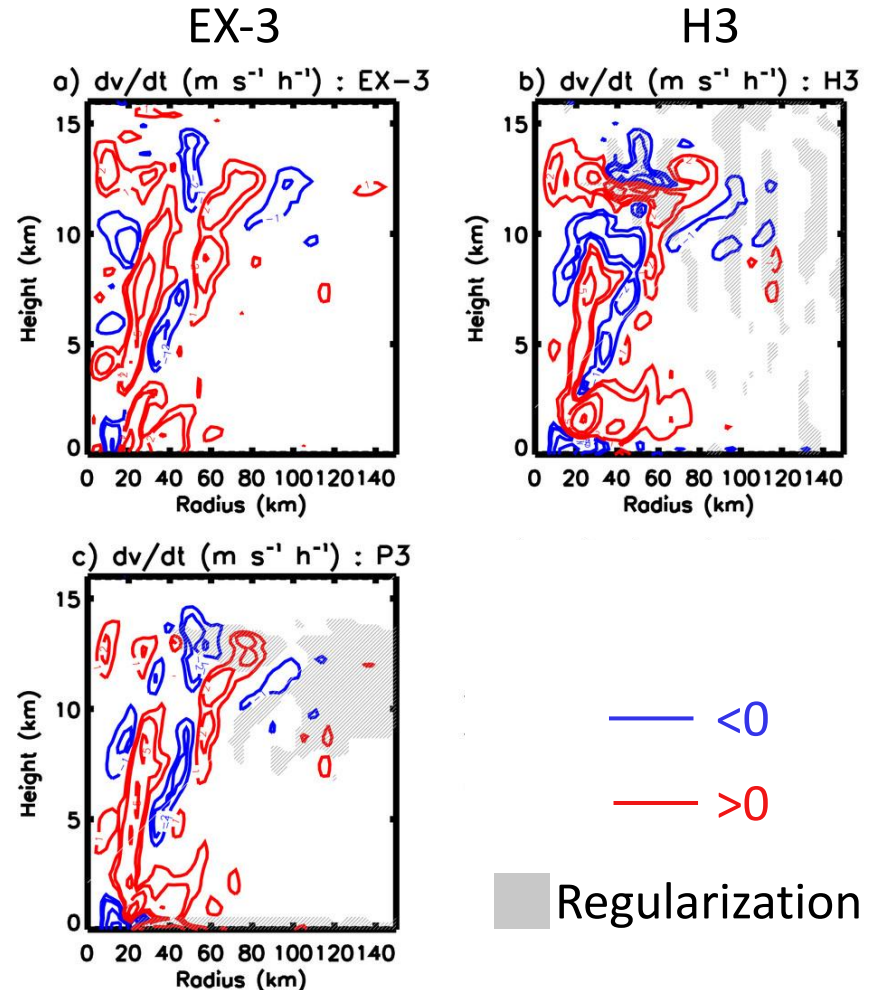 EX-3
H3
a) dv/dt (m s⁻¹ h⁻¹) : EX-3
b) dv/dt (m s⁻¹ h⁻¹) : H3
15
10
5
0
Height (km)
0 20 40 60 80 100 120 140
Radius (km)
15
10
5
0
Height (km)
0 20 40 60 80 100 120 140
Radius (km)
c) dv/dt (m s⁻¹ h⁻¹) : P3
15
10
5
0
Height (km)
0 20 40 60 80 100 120 140
Radius (km)
<0
>0
Regularization